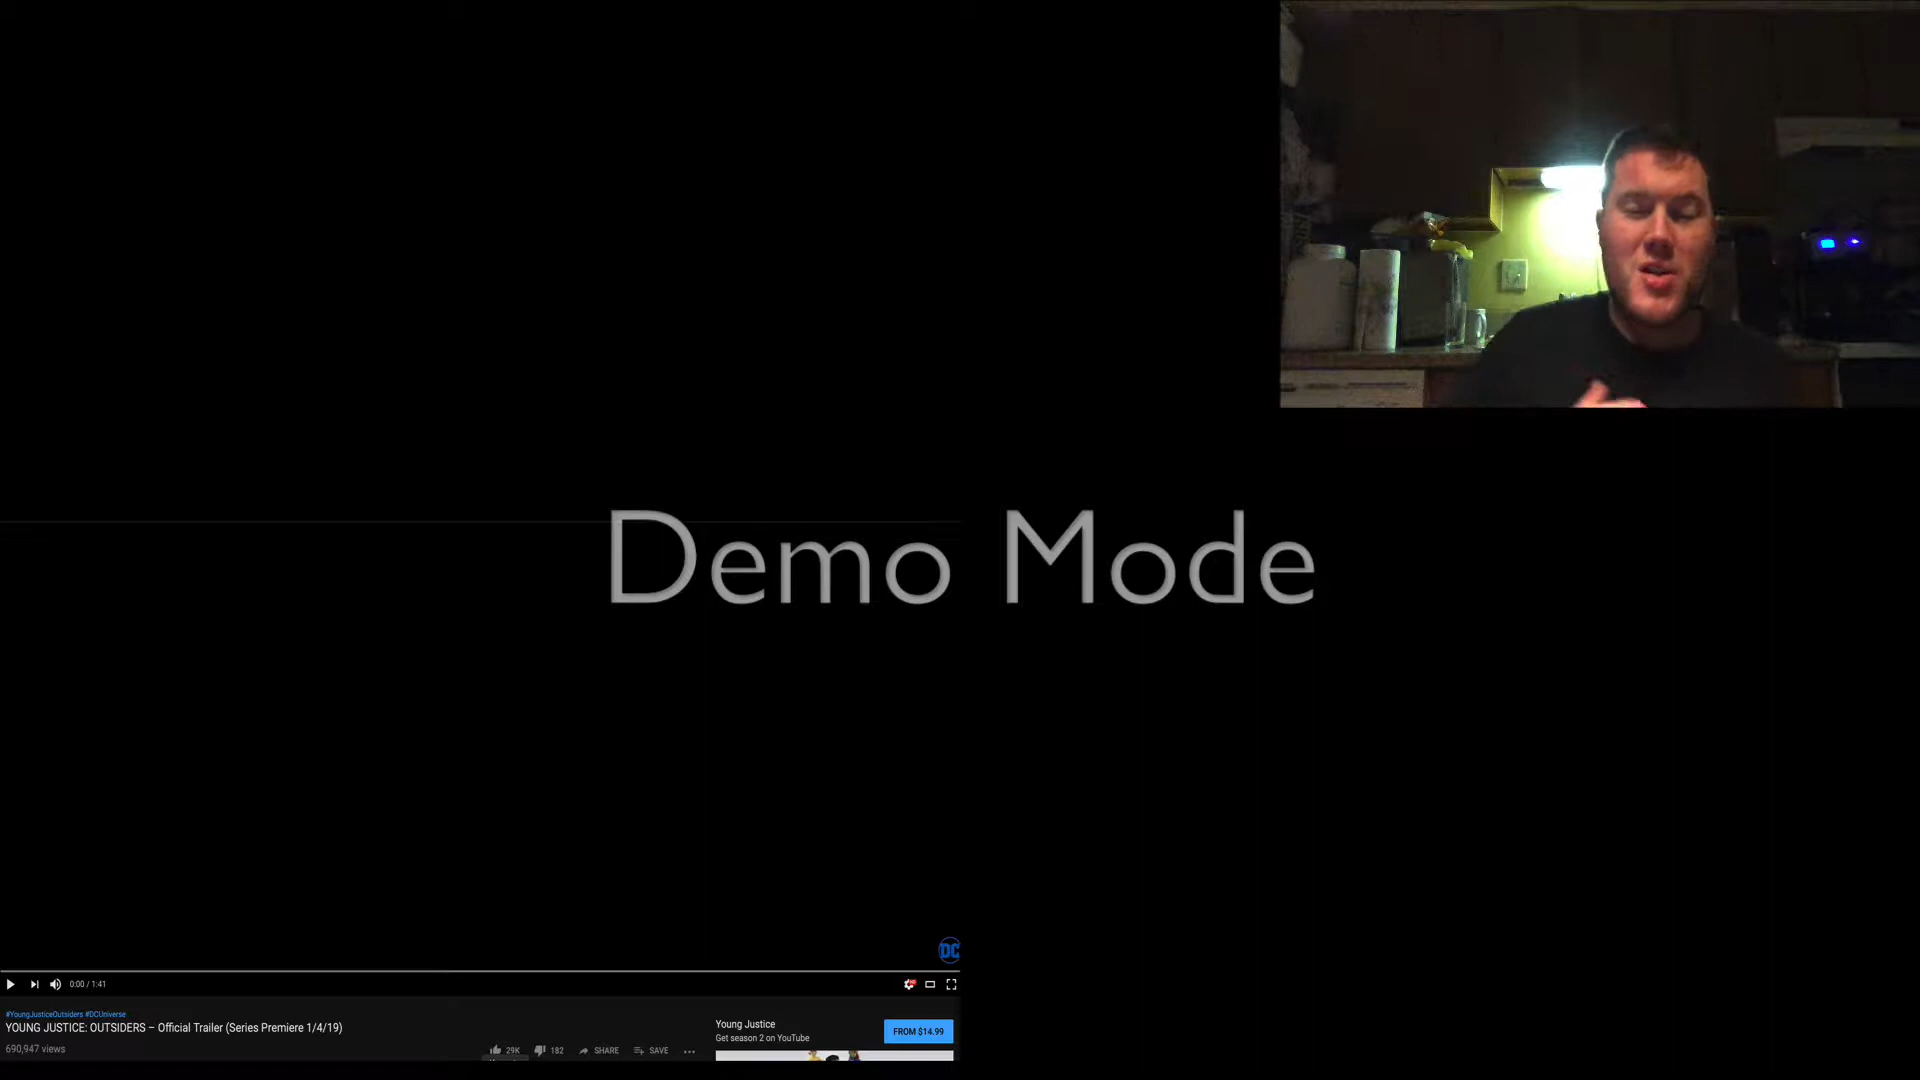 Demo Mode
DC
0:00 / 1:41
#YoungJusticeOutsiders #DCUniverse
YOUNG JUSTICE: OUTSIDERS – Official Trailer (Series Premiere 1/4/19)
690,947 views
29K
182
SHARE
SAVE
Young Justice
Get season 2 on YouTube
FROM $14.99